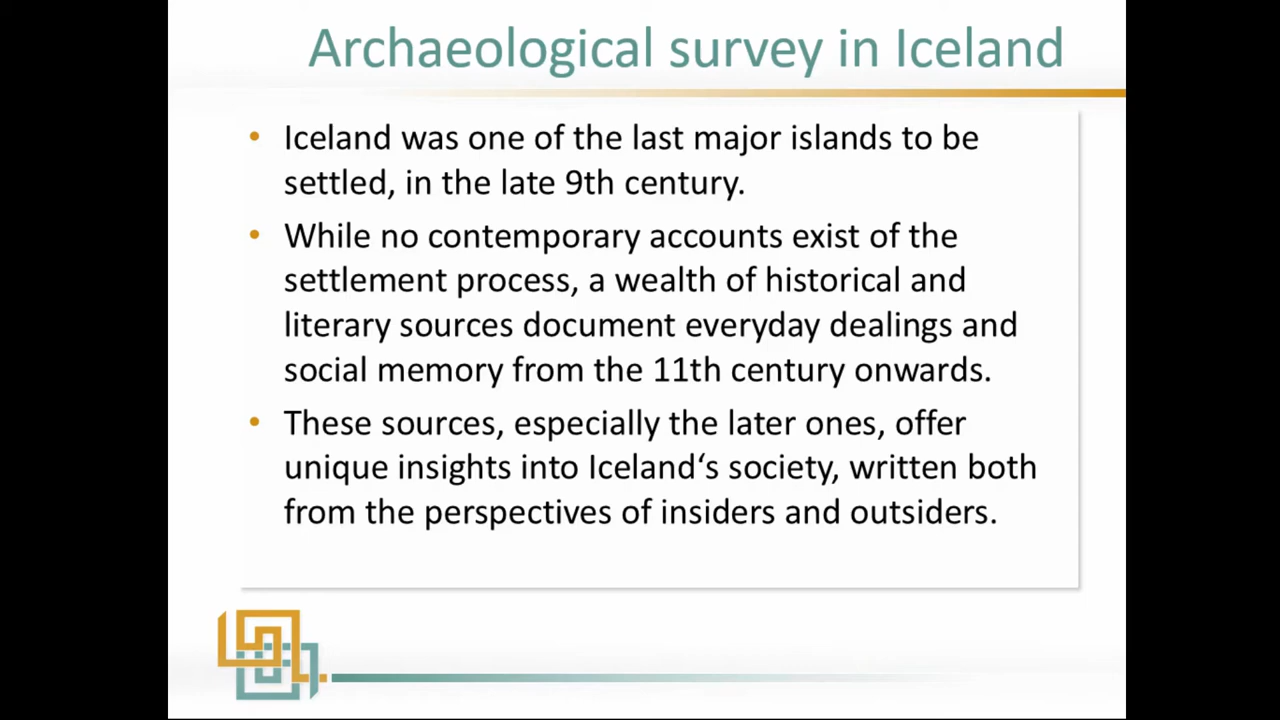 Archaeological survey in Iceland
• Iceland was one of the last major islands to be
settled, in the late 9th century.
• While no contemporary accounts exist of the
settlement process, a wealth of historical and
literary sources document everyday dealings and
social memory from the 11th century onwards.
• These sources, especially the later ones, offer
unique insights into Iceland‘s society, written both
from the perspectives of insiders and outsiders.